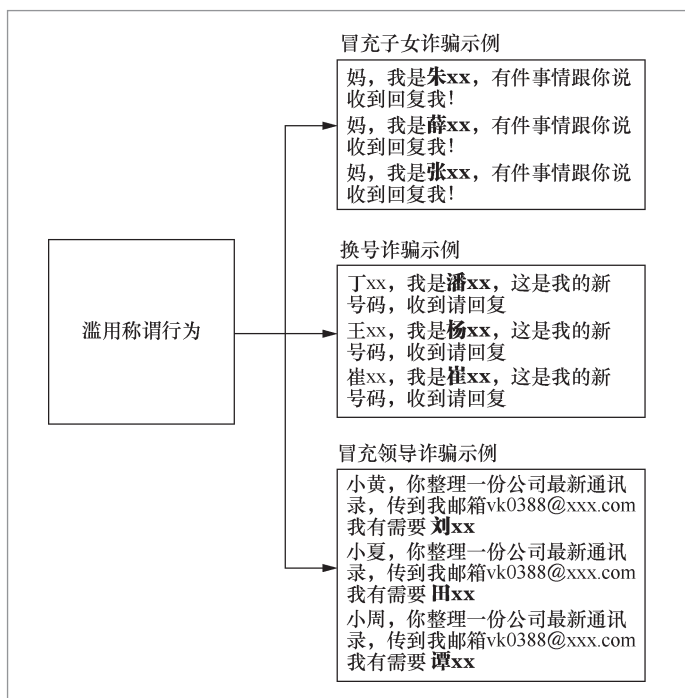 冒充子女诈骗示例
妈，我是朱xx，有件事情跟你说
收到回复我！
妈，我是薛xx，有件事情跟你说
收到回复我！
妈，我是张xx，有件事情跟你说
收到回复我！
换号诈骗示例
丁xx，我是潘xx，这是我的新
号码，收到请回复
王xx，我是杨xx，这是我的新
号码，收到请回复
崔xx，我是崔xx，这是我的新
号码，收到请回复
滥用称谓行为
冒充领导诈骗示例
小黄，你整理一份公司最新通讯
录，传到我邮箱vk0388@xxx.com
我有需要 刘xx
小夏，你整理一份公司最新通讯
录，传到我邮箱vk0388@xxx.com
我有需要 田xx
小周，你整理一份公司最新通讯
录，传到我邮箱vk0388@xxx.com
我有需要 谭xx